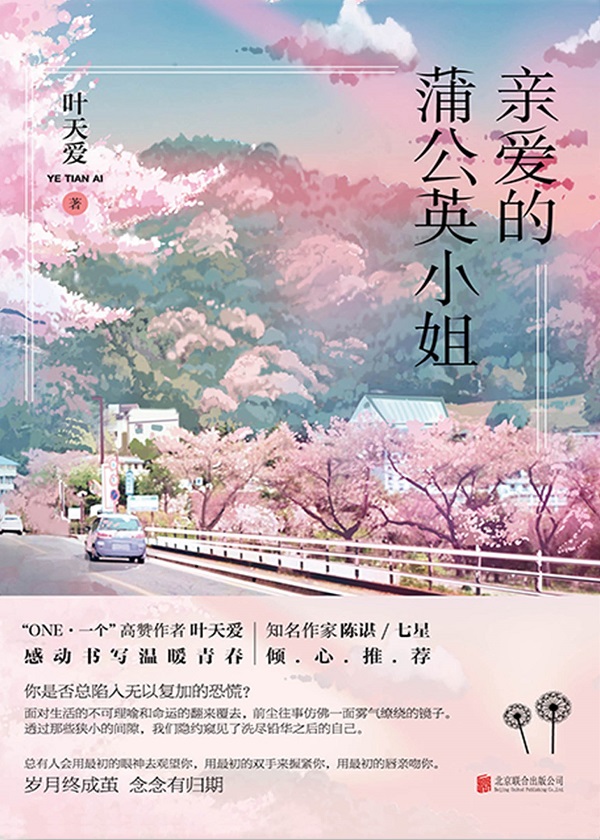 亲爱的
蒲公英小姐
叶天爱
YE TIAN AI
著
“ONE·一个”高赞作者 叶天爱
感动书写温暖青春
知名作家 陈谌 / 七星
倾.心.推.荐
你是否总陷入无以复加的恐慌？
面对生活的不可理喻和命运的翻来覆去，前尘往事仿佛一面雾气缭绕的镜子。
透过那些狭小的间隙，我们隐约窥见了洗尽铅华之后的自己。
总有人会用最初的眼神去观望你，用最初的双手来握紧你，用最初的唇亲吻你。
岁月终成茧 念念有归期
北京联合出版公司
Beijing United Publishing Co.,Ltd.